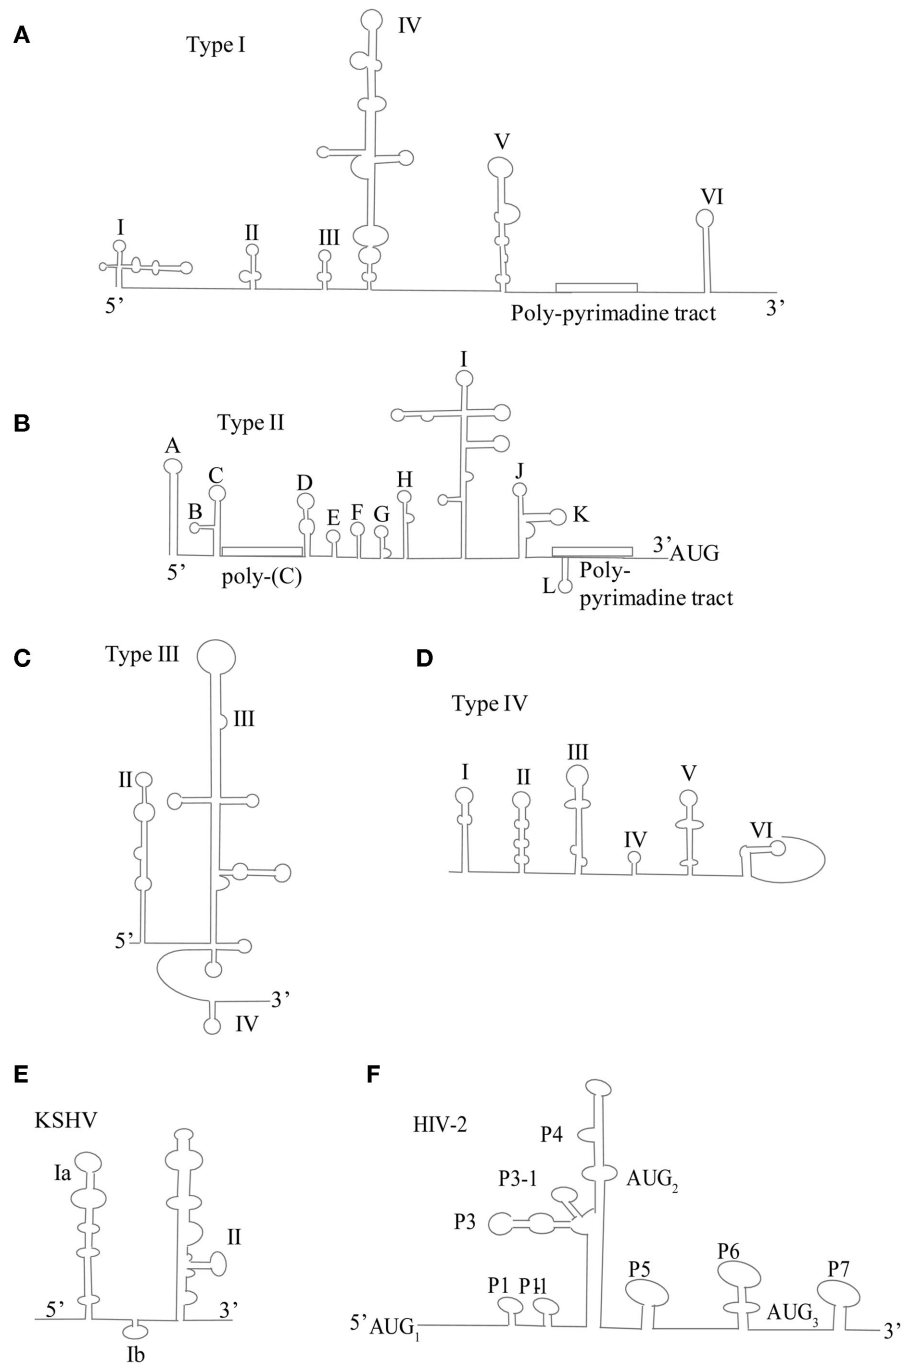 A
Type I
IV
V
I
II
III
VI
5’
Poly-pyrimadine tract
3’
B
Type II
I
A
B
C
D
E
F
G
H
J
K
5’
poly-(C)
3’AUG
L
Poly-
pyrimadine tract
C
Type III
III
II
5’
3’
IV
D
Type IV
I
II
III
IV
V
VI
E
KSHV
Ia
II
5’
3’
Ib
F
HIV-2
P4
P3-1
AUG2
P3
P1
P1-1
P5
P6
P7
5’AUG1
AUG3
3’